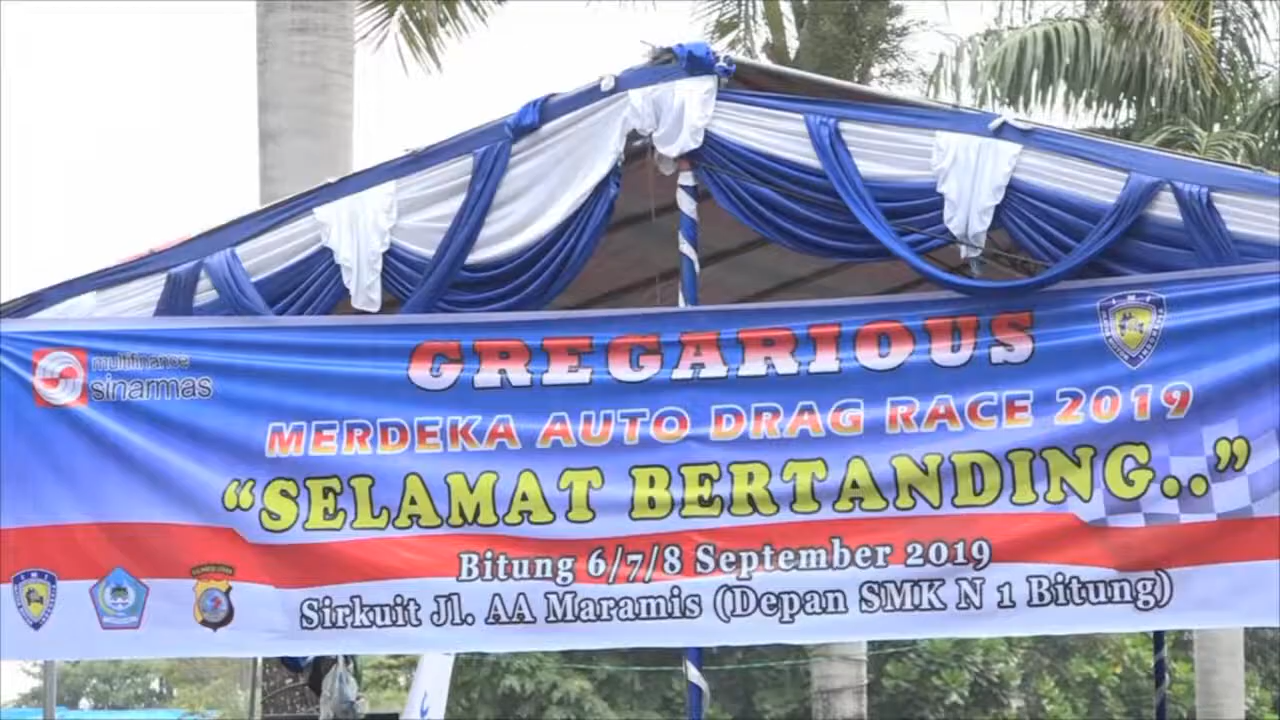 multifinance
sinarmas
GREGARIOUS
MERDEKA AUTO DRAG RACE 2019
“SELAMAT BERTANDING..”
Bitung 6/7/8 September 2019
Sirkuit Jl. AA Maramis (Depan SMK N 1 Bitung)